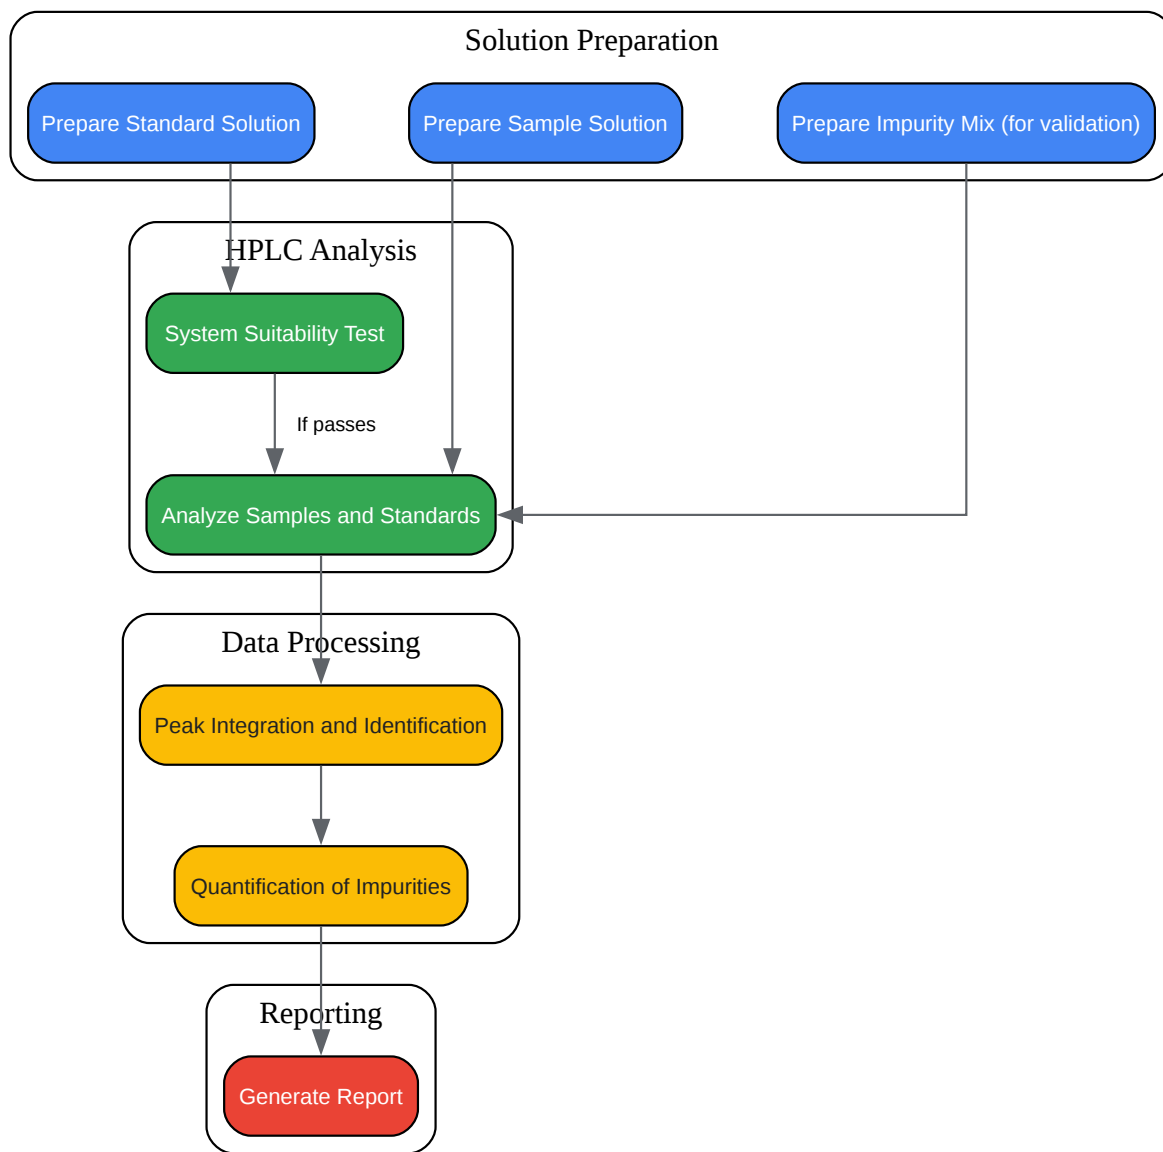 Solution Preparation
Prepare Standard Solution
Prepare Sample Solution
Prepare Impurity Mix (for validation)
HPLC Analysis
System Suitability Test
If passes
Analyze Samples and Standards
Data Processing
Peak Integration and Identification
Quantification of Impurities
Reporting
Generate Report